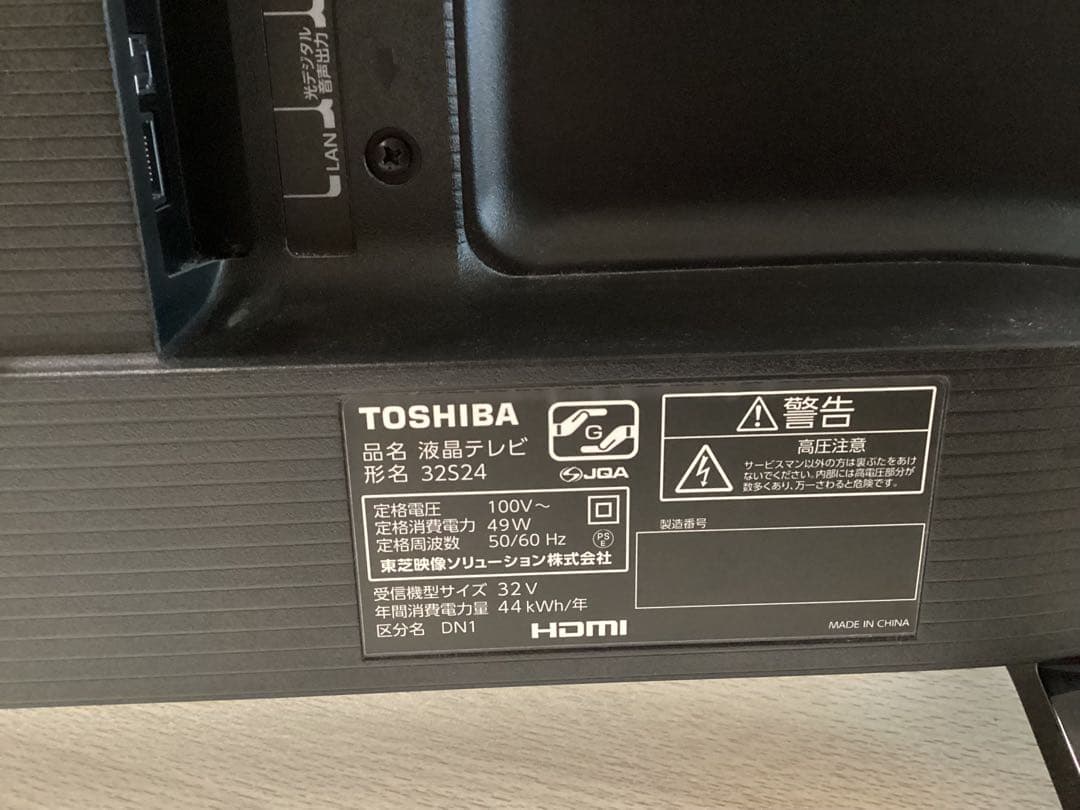 光デジタル
音声出力
LAN
TOSHIBA
品名 液晶テレビ
形名 32S24
G
JQA
警告
高圧注意
サービスマン以外の方は裏ぶたをあけ
ないでください。内部には高電圧部分が
数多くあり、万一さわると危険です。
定格電圧 100V～
定格消費電力 49W
定格周波数 50/60 Hz
PS
E
東芝映像ソリューション株式会社
製造番号
受信機型サイズ 32V
年間消費電力量 44kWh/年
区分名 DN1
HDMI
MADE IN CHINA